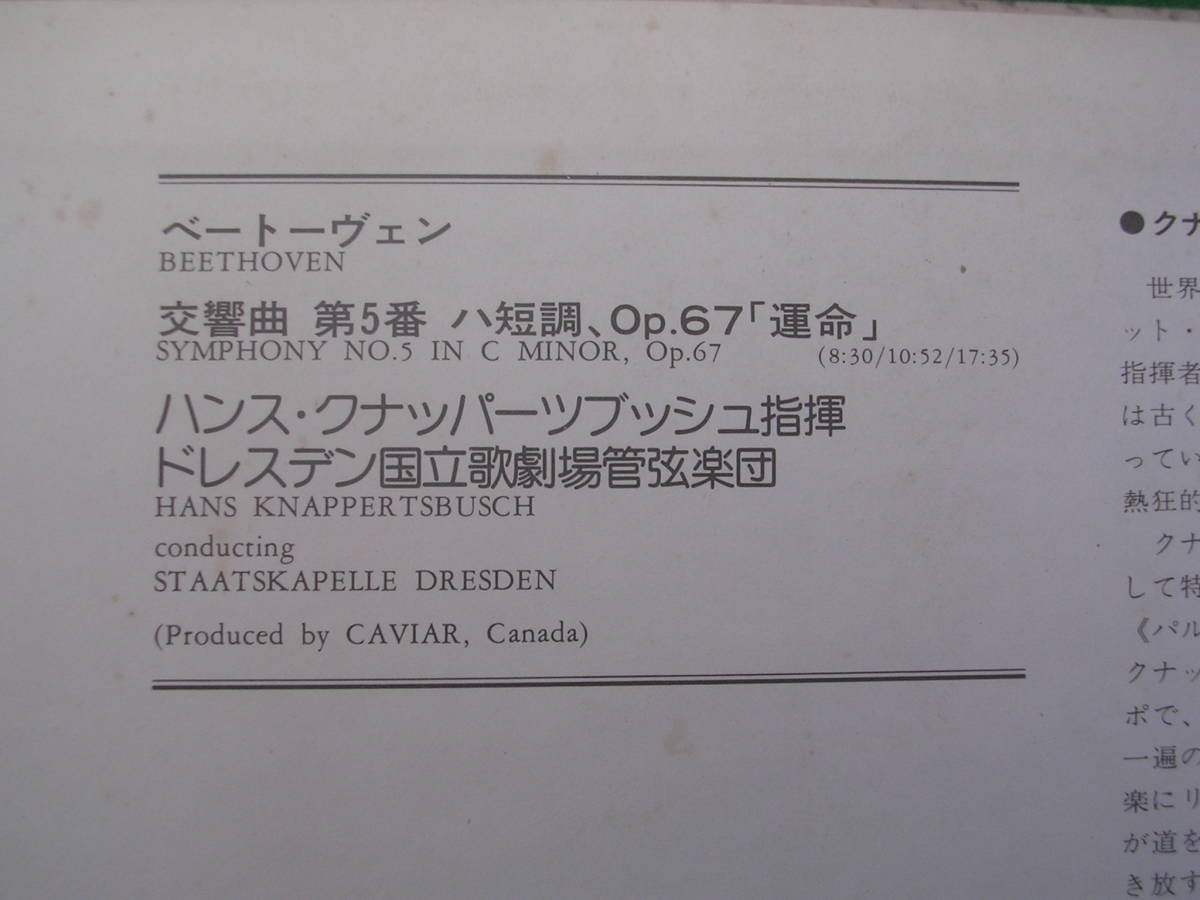 ベートーヴェン
BEETHOVEN
交響曲 第5番 ハ短調、Op.67「運命」
SYMPHONY NO.5 IN C MINOR, Op.67 (8:30/10:52/17:35)
ハンス・クナッパーツブッシュ指揮
ドレスデン国立歌劇場管弦楽団
HANS KNAPPERTSBUSCH
conducting
STAATSKAPELLE DRESDEN
(Produced by CAVIAR, Canada)
●クナ
世界
ット・
指揮者
は古く
ってい
熱狂的
クナ
して特
《パル
クナッ
ポで、
一遍の
楽にリ
が道を
き放す